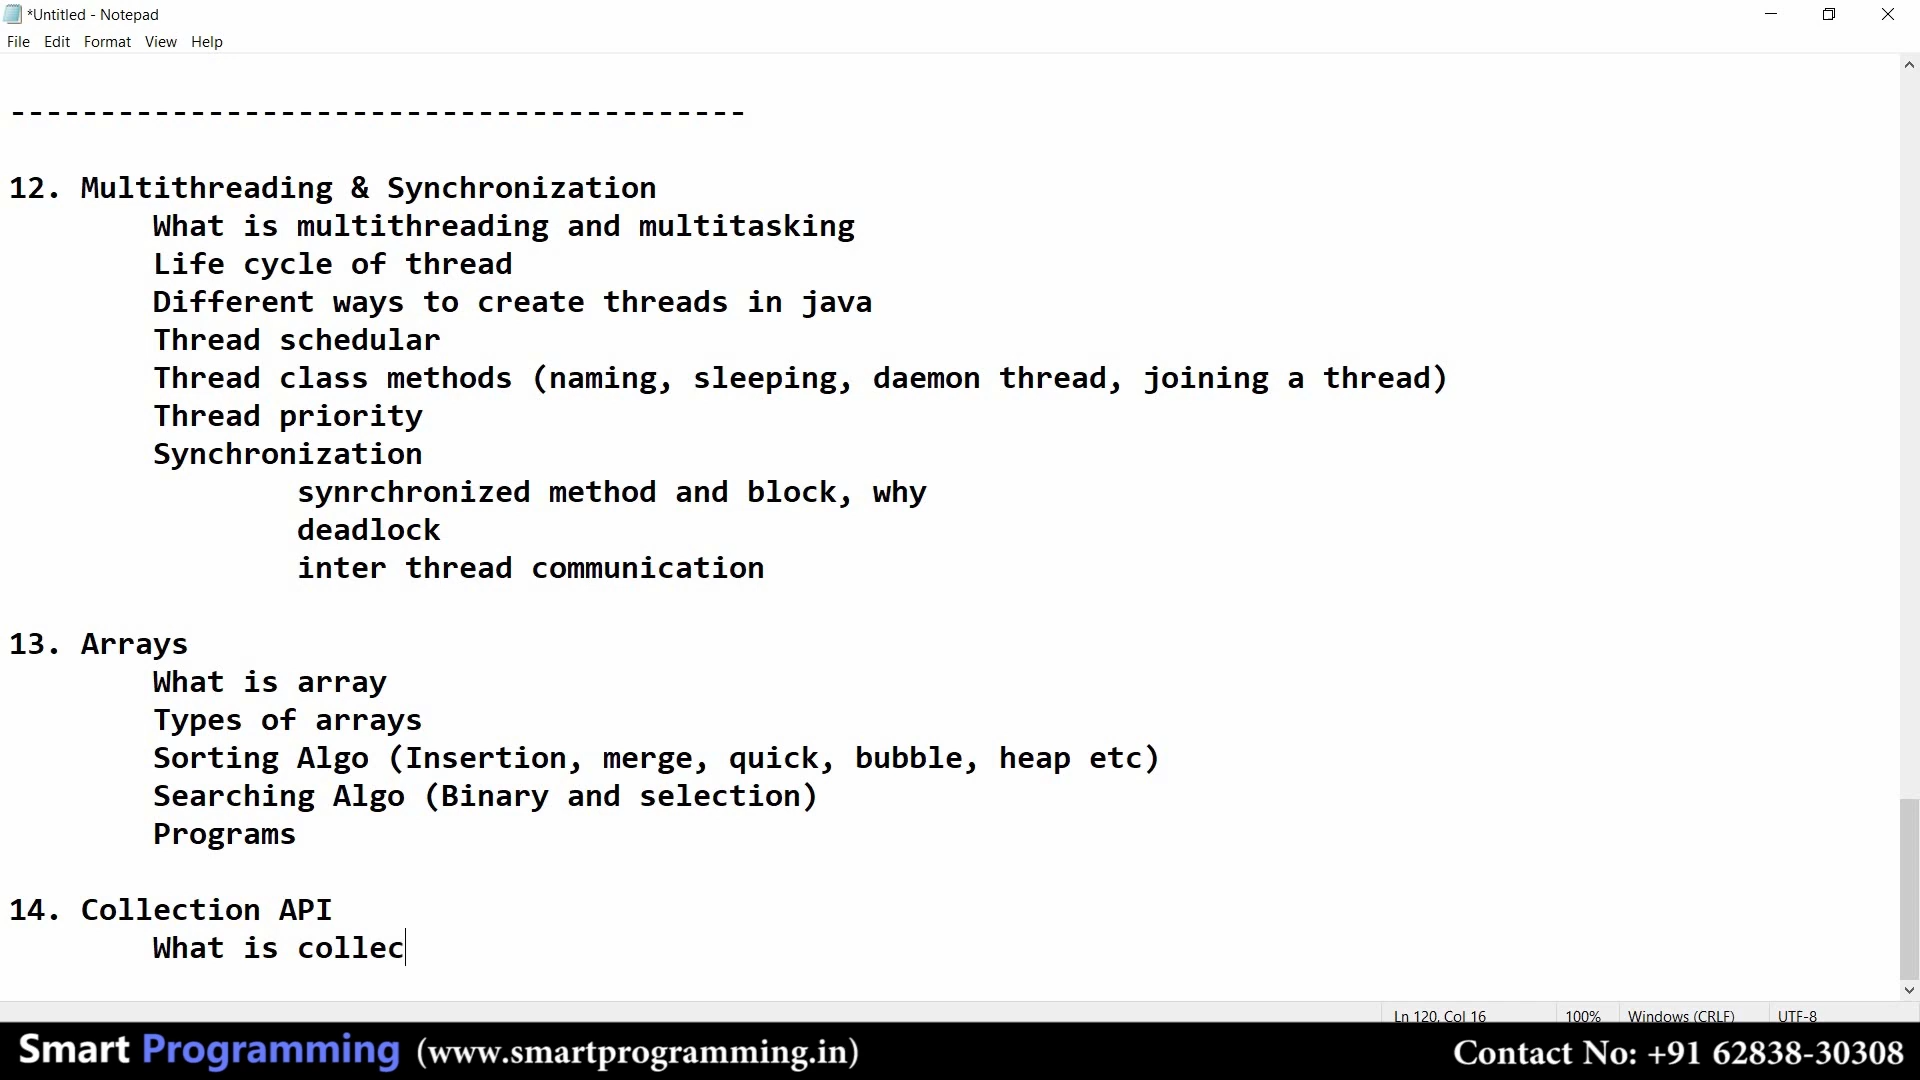 *Untitled - Notepad
File Edit Format View Help
-----------------------------------------
12. Multithreading & Synchronization
What is multithreading and multitasking
Life cycle of thread
Different ways to create threads in java
Thread schedular
Thread class methods (naming, sleeping, daemon thread, joining a thread)
Thread priority
Synchronization
synrchronized method and block, why
deadlock
inter thread communication
13. Arrays
What is array
Types of arrays
Sorting Algo (Insertion, merge, quick, bubble, heap etc)
Searching Algo (Binary and selection)
Programs
14. Collection API
What is collec
Ln 120, Col 16 100% Windows (CRLF) UTF-8
Smart Programming (www.smartprogramming.in) Contact No: +91 62838-30308